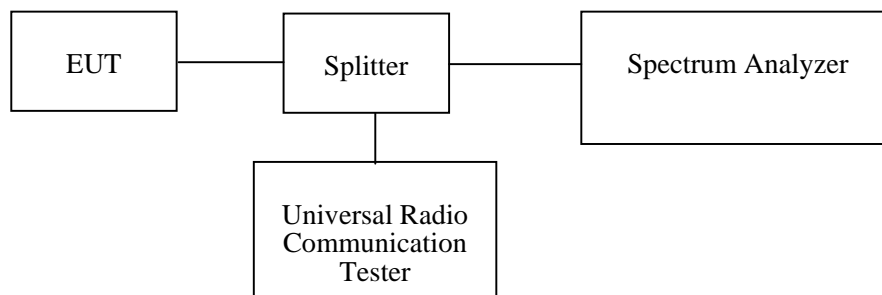 EUT
Splitter
Spectrum Analyzer
Universal Radio
Communication
Tester